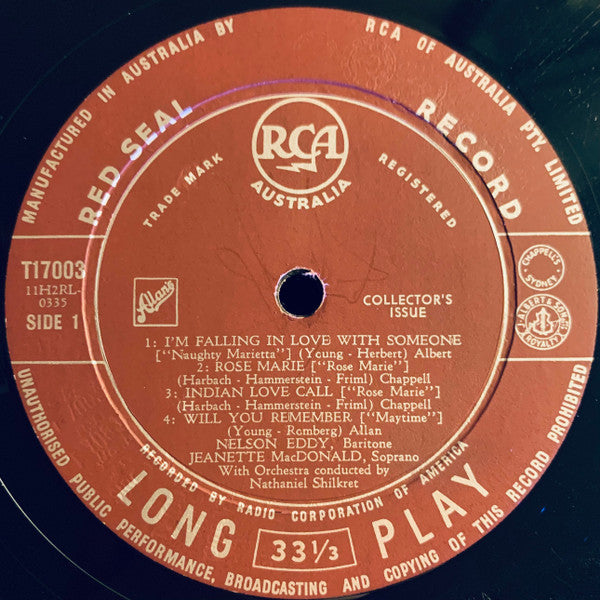 MANUFACTURED IN AUSTRALIA BY RCA OF AUSTRALIA PTY. LIMITED
RED SEAL RECORD
RCA
AUSTRALIA
TRADE MARK REGISTERED
T17003
11H2RL-
0335
SIDE 1
Allan's
COLLECTOR'S
ISSUE
CHAPPELL'S
SYDNEY
ALBERT & SON
ROYALTY
1: I'M FALLING IN LOVE WITH SOMEONE
["Naughty Marietta"] (Young - Herbert) Albert
2: ROSE MARIE ["Rose Marie"]
(Harbach - Hammerstein - Friml) Chappell
3: INDIAN LOVE CALL ["Rose Marie"]
(Harbach - Hammerstein - Friml) Chappell
4: WILL YOU REMEMBER ["Maytime"]
(Young - Romberg) Allan
NELSON EDDY, Baritone
JEANETTE MacDONALD, Soprano
With Orchestra conducted by
Nathaniel Shilkret
RECORDED BY RADIO CORPORATION OF AMERICA
LONG PLAY
33 1/3
UNAUTHORISED PUBLIC PERFORMANCE, BROADCASTING AND COPYING OF THIS RECORD PROHIBITED